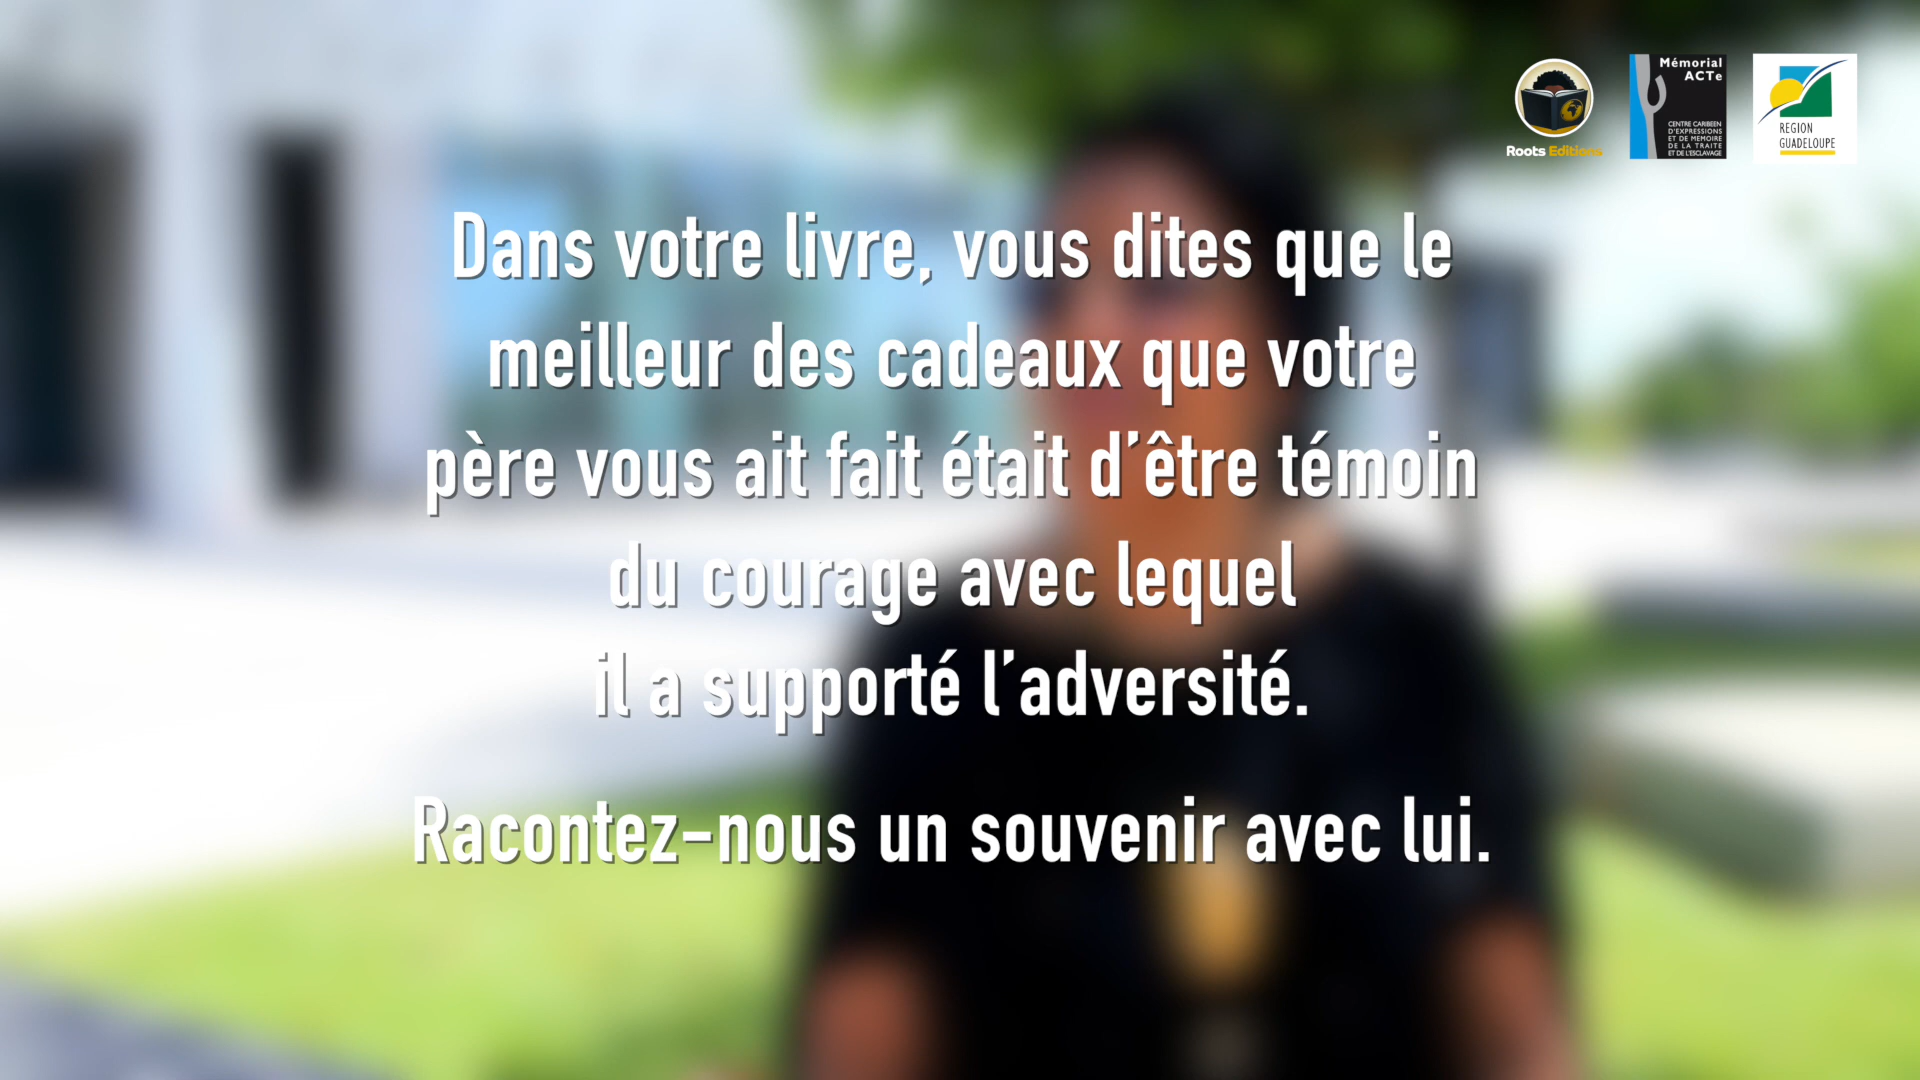 Roots Editions
Mémorial
ACTe
CENTRE CARIBEEN
D'EXPRESSIONS
ET DE MEMOIRE
DE LA TRAITE
ET DE L'ESCLAVAGE
REGION
GUADELOUPE
Dans votre livre, vous dites que le
meilleur des cadeaux que votre
père vous ait fait était d'être témoin
du courage avec lequel
il a supporté l'adversité.
Racontez-nous un souvenir avec lui.